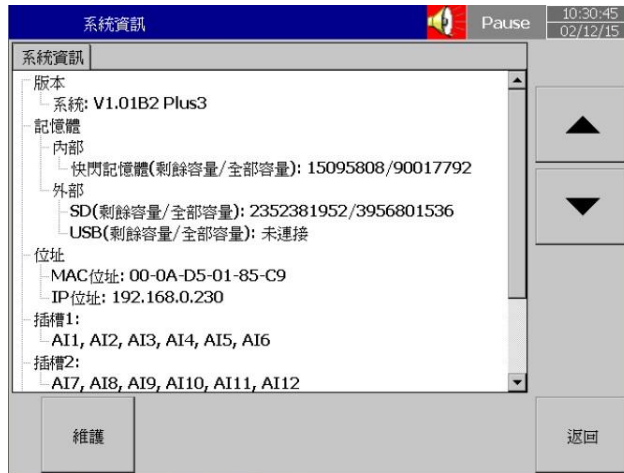 系統資訊
Pause
10:30:45
02/12/15
系統資訊
版本
系統: V1.01B2 Plus3
記憶體
內部
快閃記憶體(剩餘容量/全部容量): 15095808/90017792
外部
SD(剩餘容量/全部容量): 2352381952/3956801536
USB(剩餘容量/全部容量): 未連接
位址
MAC位址: 00-0A-D5-01-85-C9
IP位址: 192.168.0.230
插槽1:
AI1, AI2, AI3, AI4, AI5, AI6
插槽2:
AI7, AI8, AI9, AI10, AI11, AI12
維護
返回